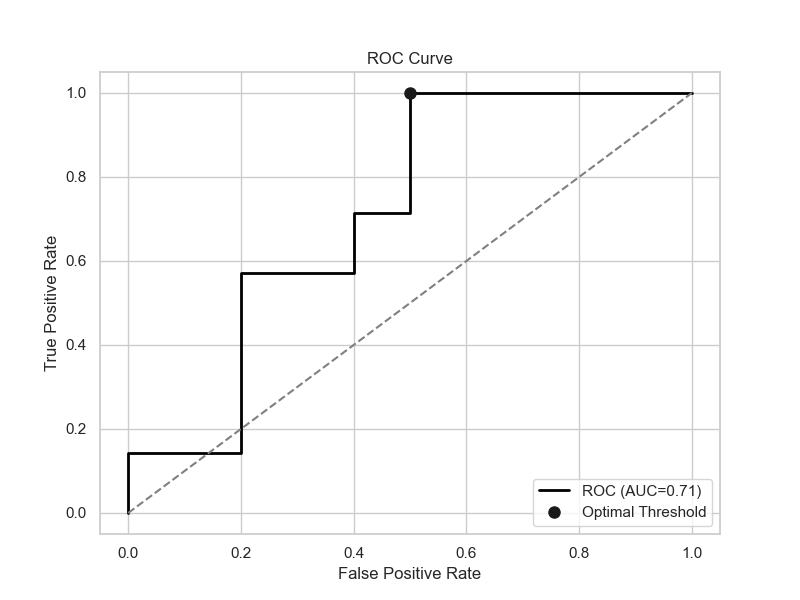 ROC Curve
1.0
0.8
0.6
0.4
0.2
0.0
True Positive Rate
0.0 0.2 0.4 0.6 0.8 1.0
False Positive Rate
ROC (AUC=0.71)
Optimal Threshold